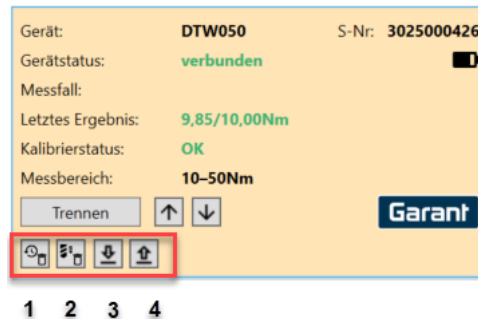 Gerät: DTW050 S-Nr: 3025000426
Gerätstatus: verbunden
Messfall:
Letztes Ergebnis: 9,85/10,00Nm
Kalibrierstatus: OK
Messbereich: 10–50Nm
Trennen Garant
1 2 3 4